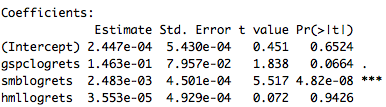 Coefficients:
Estimate Std. Error t value Pr(>|t|)
(Intercept) 2.447e-04 5.430e-04 0.451 0.6524
gspclogrets 1.463e-01 7.957e-02 1.838 0.0664 .
smblogrets 2.483e-03 4.501e-04 5.517 4.82e-08 ***
hmllogrets 3.553e-05 4.929e-04 0.072 0.9426